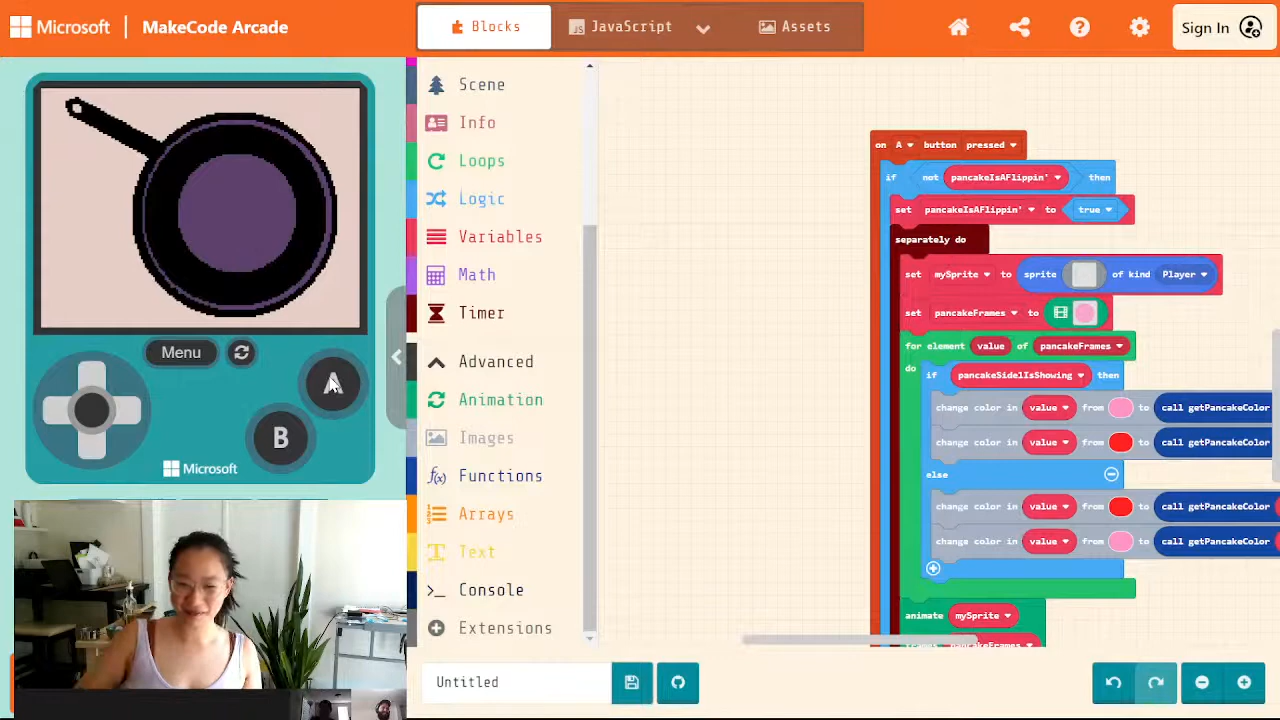 Microsoft | MakeCode Arcade
Blocks
JavaScript
Assets
Sign In
Menu
A
B
Microsoft
Scene
Info
Loops
Logic
Variables
Math
Timer
Advanced
Animation
Images
Functions
Arrays
Text
Console
Extensions
on A button pressed
if not pancakeIsAFlippin' then
set pancakeIsAFlippin' to true
separately do
set mySprite to sprite of kind Player
set pancakeFrames to
for element value of pancakeFrames
do if pancakeSide1IsShowing then
change color in value from to call getPancakeColor
change color in value from to call getPancakeColor
else
change color in value from to call getPancakeColor
change color in value from to call getPancakeColor
animate mySprite
frames pancakeFrames
Untitled